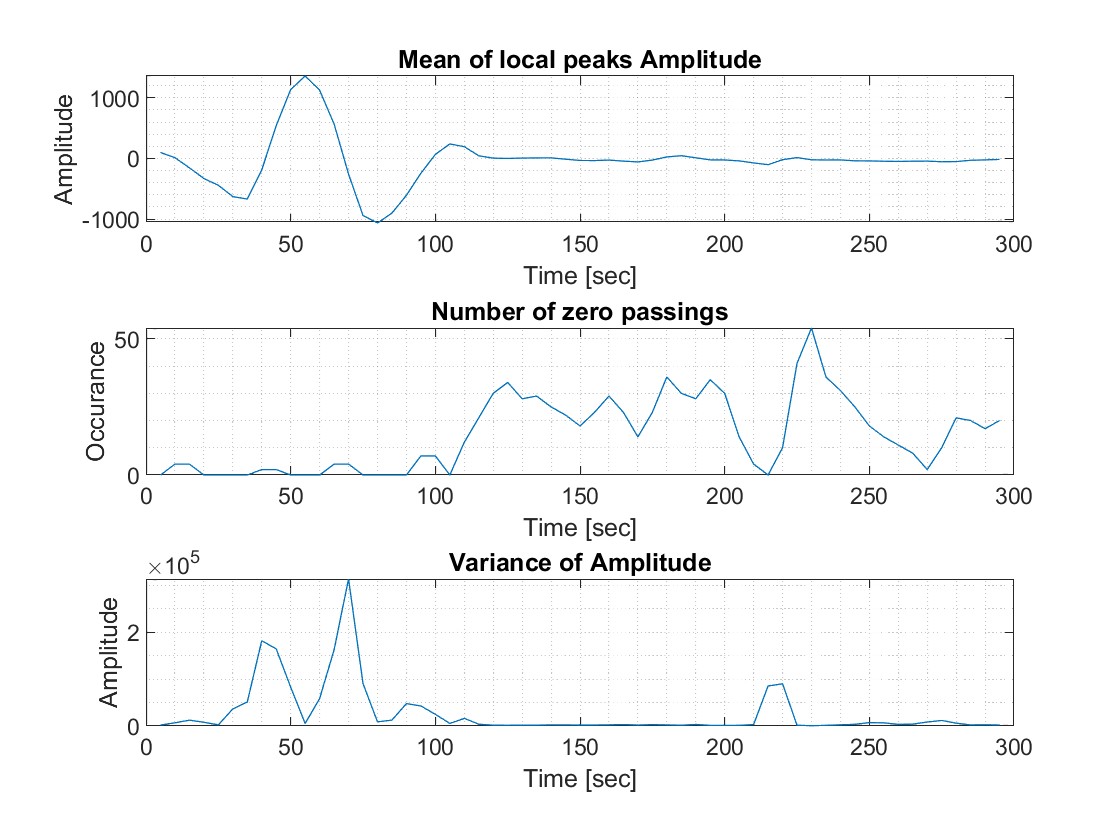 Mean of local peaks Amplitude
Amplitude
1000
0
-1000
0 50 100 150 200 250 300
Time [sec]
Number of zero passings
Occurance
50
0
0 50 100 150 200 250 300
Time [sec]
Variance of Amplitude
×10⁵
Amplitude
2
0
0 50 100 150 200 250 300
Time [sec]